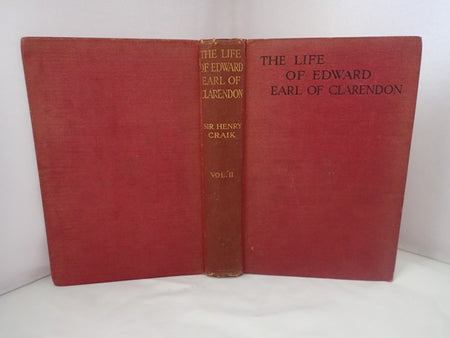 THE LIFE
OF EDWARD
EARL OF
CLARENDON
SIR HENRY
CRAIK
VOL. II
THE LIFE
OF EDWARD
EARL OF CLARENDON